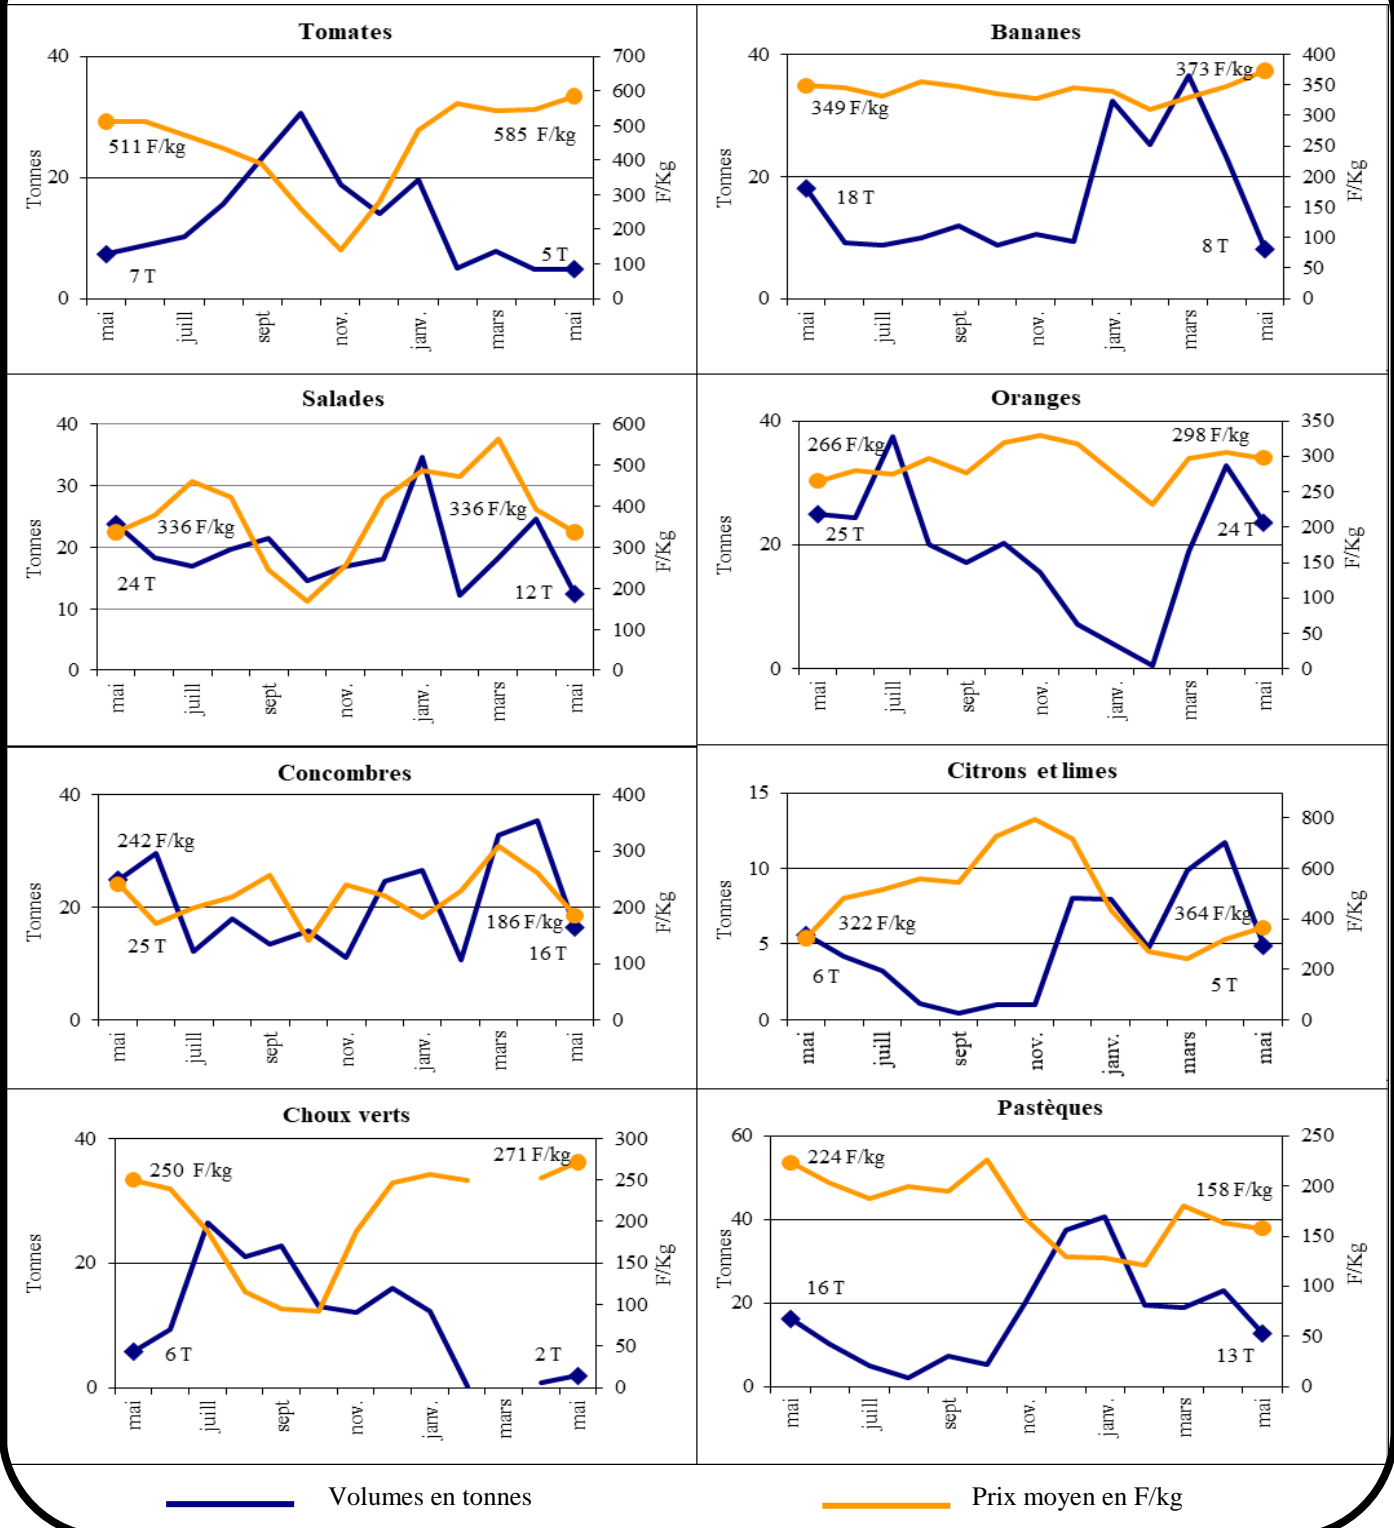 Tomates
40
20
0
Tonnes
700
600
500
400
300
200
100
0
F/Kg
511 F/kg
585 F/kg
7 T
5 T
mai
juill
sept
nov.
janv.
mars
mai
Bananes
40
20
0
Tonnes
400
350
300
250
200
150
100
50
0
F/Kg
349 F/kg
373 F/kg
18 T
8 T
mai
juill
sept
nov.
janv.
mars
mai
Salades
40
30
20
10
0
Tonnes
600
500
400
300
200
100
0
F/Kg
336 F/kg
336 F/kg
24 T
12 T
mai
juill
sept
nov.
janv.
mars
mai
Oranges
40
20
0
Tonnes
350
300
250
200
150
100
50
0
F/Kg
266 F/kg
298 F/kg
25 T
24 T
mai
juill
sept
nov.
janv.
mars
mai
Concombres
40
20
0
Tonnes
400
300
200
100
0
F/Kg
242 F/kg
186 F/kg
25 T
16 T
mai
juill
sept
nov.
janv.
mars
mai
Citrons et limes
15
10
5
0
Tonnes
800
600
400
200
0
F/Kg
322 F/kg
364 F/kg
6 T
5 T
mai
juill
sept
nov.
janv.
mars
mai
Choux verts
40
20
0
Tonnes
300
250
200
150
100
50
0
F/Kg
250 F/kg
271 F/kg
6 T
2 T
mai
juill
sept
nov.
janv.
mars
mai
Pastèques
60
40
20
0
Tonnes
250
200
150
100
50
0
F/Kg
224 F/kg
158 F/kg
16 T
13 T
mai
juill
sept
nov.
janv.
mars
mai
Volumes en tonnes
Prix moyen en F/kg